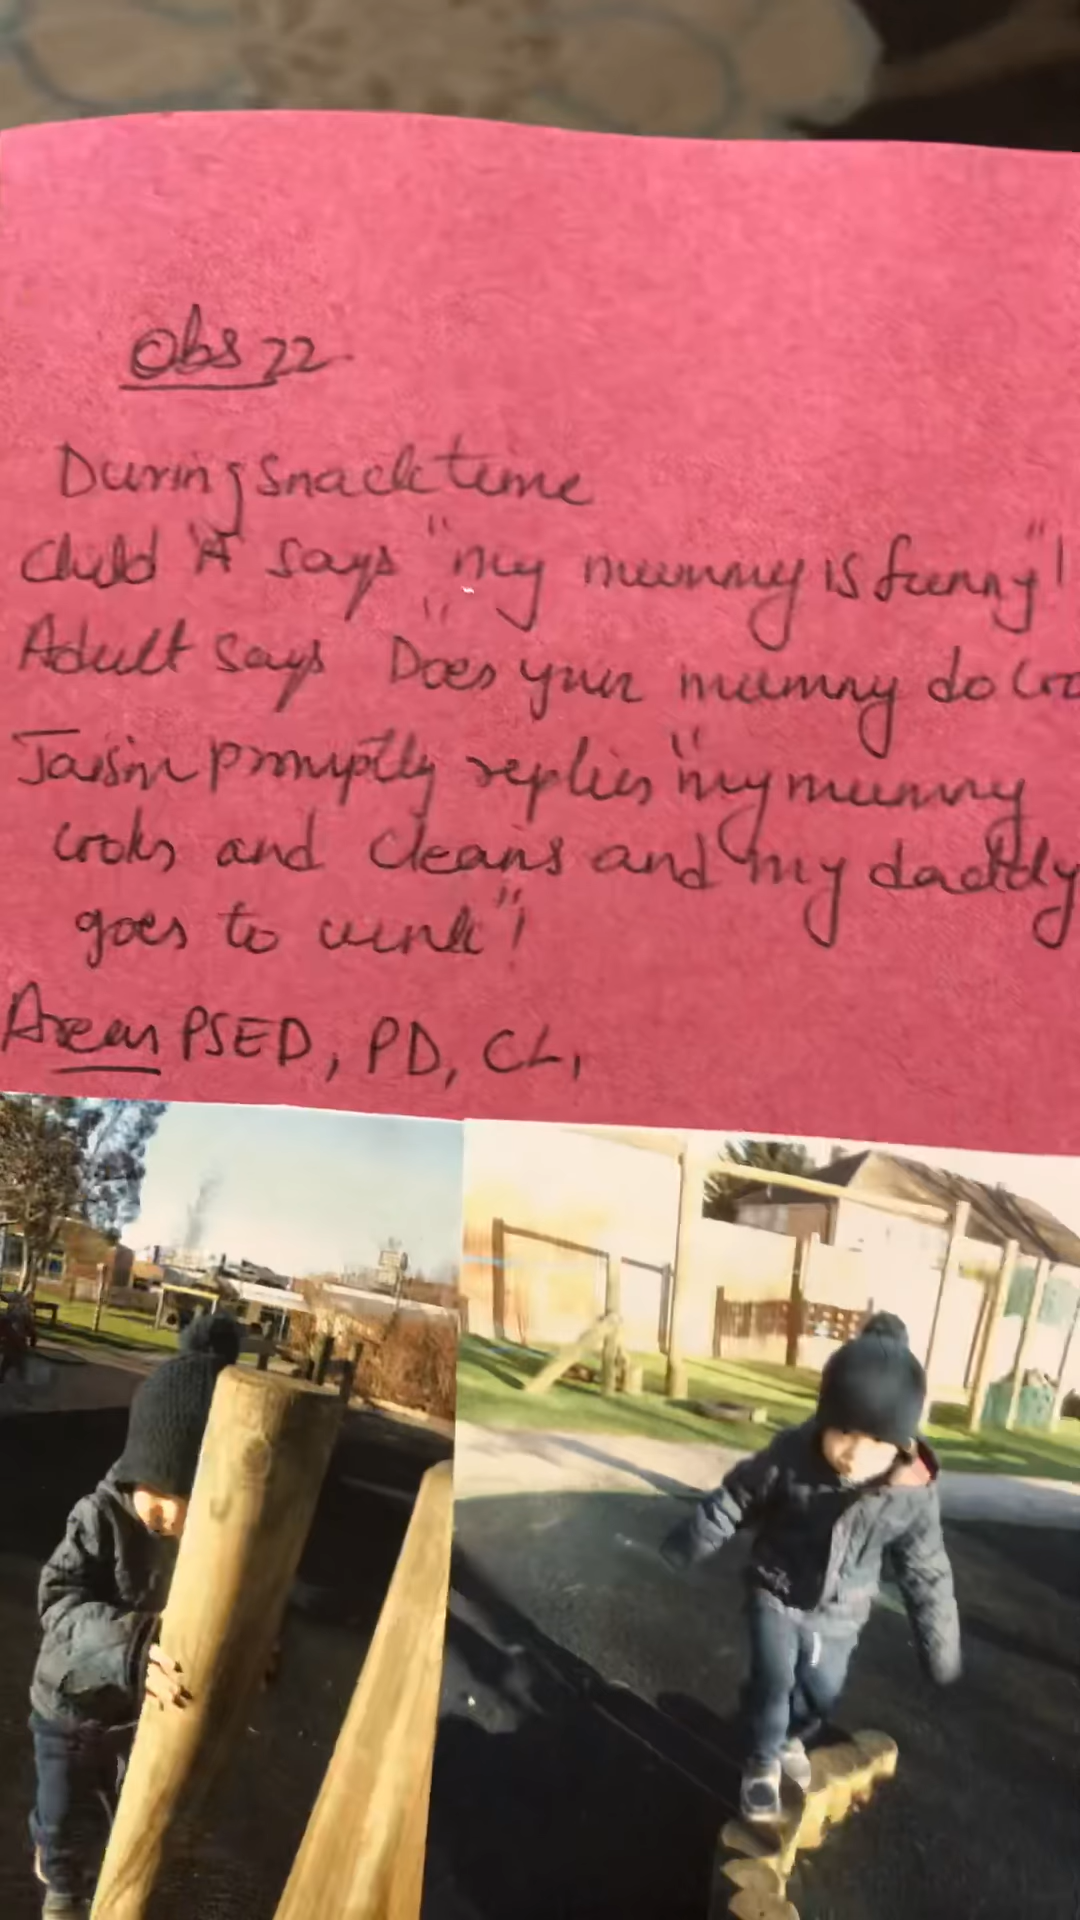 Obs 22
During snack time
Child 'A' says "my mummy is funny"!
Adult says "Does your mummy do
promptly replies "my mummy
cooks and cleans and my daddy
goes to work"!
Areas PSED, PD, CL,